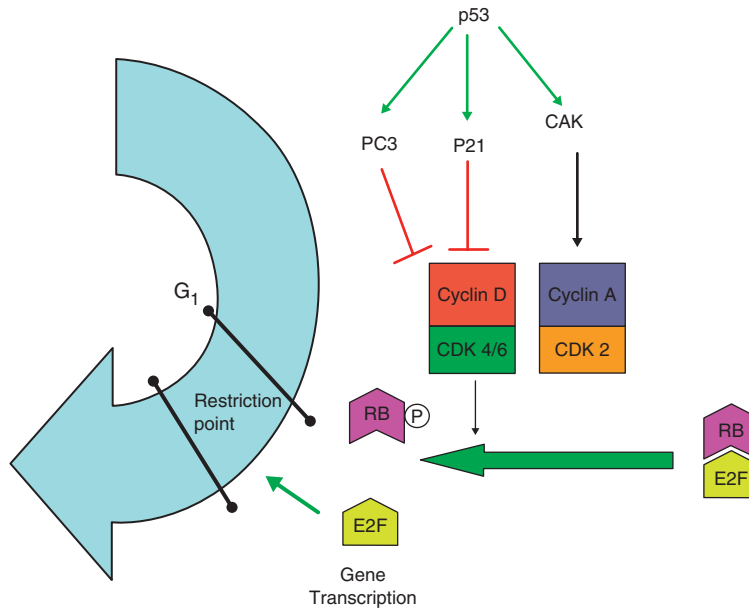 p53
PC3
P21
CAK
Cyclin D
Cyclin A
CDK 4/6
CDK 2
G1
Restriction
point
RB
P
RB
E2F
E2F
Gene
Transcription